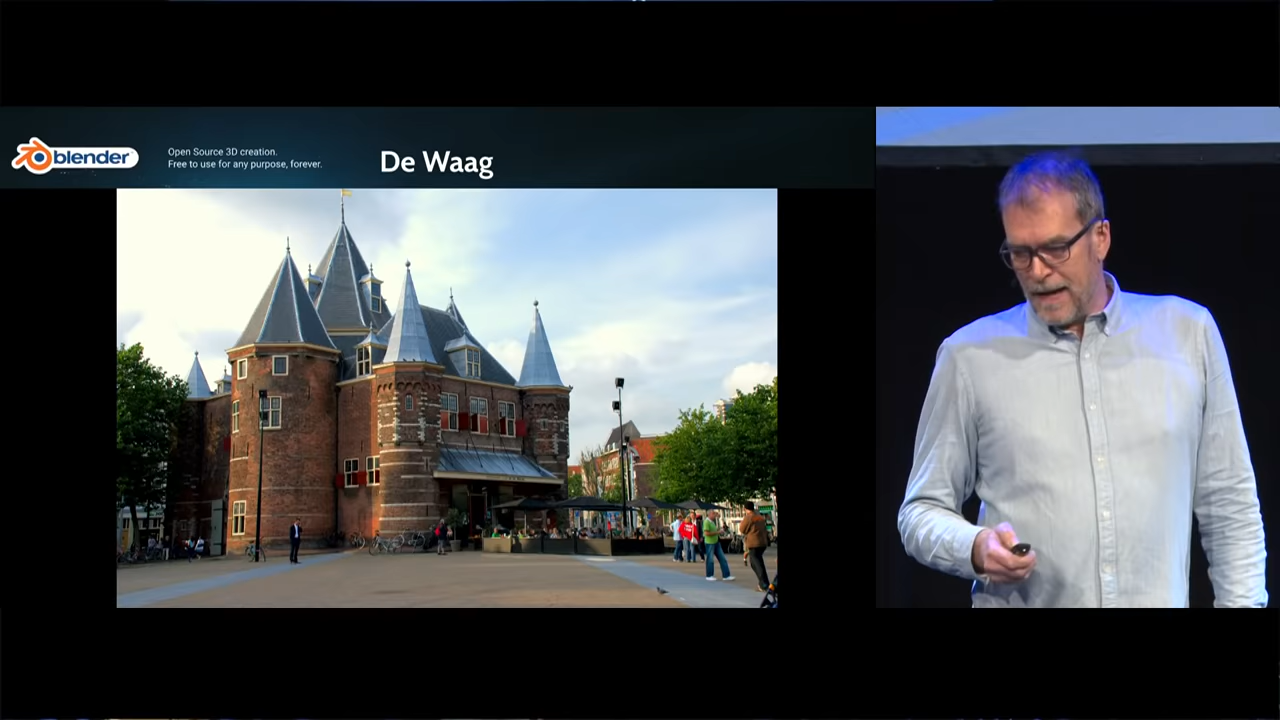 blender
Open Source 3D creation.
Free to use for any purpose, forever.
De Waag